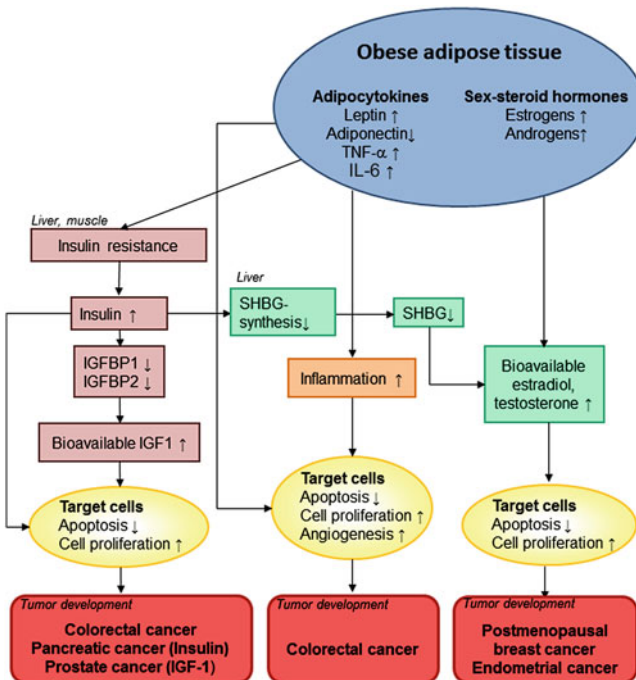 Obese adipose tissue
Adipocytokines
Leptin ↑
Adiponectin↓
TNF-α ↑
IL-6 ↑
Sex-steroid hormones
Estrogens ↑
Androgens↑
Liver, muscle
Insulin resistance
Insulin ↑
IGFBP1 ↓
IGFBP2 ↓
Bioavailable IGF1 ↑
Liver
SHBG-
synthesis↓
SHBG↓
Inflammation ↑
Bioavailable
estradiol,
testosterone ↑
Target cells
Apoptosis ↓
Cell proliferation ↑
Target cells
Apoptosis ↓
Cell proliferation ↑
Angiogenesis ↑
Target cells
Apoptosis ↓
Cell proliferation ↑
Tumor development
Colorectal cancer
Pancreatic cancer (Insulin)
Prostate cancer (IGF-1)
Tumor development
Colorectal cancer
Tumor development
Postmenopausal
breast cancer
Endometrial cancer